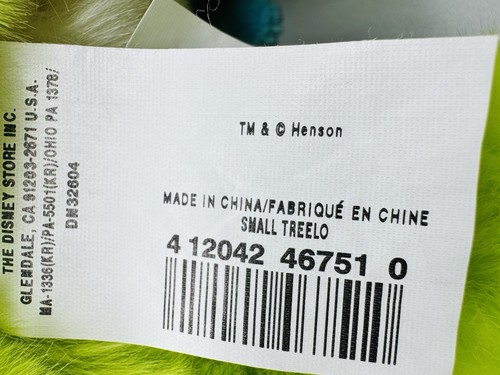 THE DISNEY STORE INC.
GLENDALE, CA 91203-2671 U.S.A.
MA-1336(KR)/PA-5501(KR)/OHIO PA 1378/
DN32604
TM & © Henson
MADE IN CHINA/FABRIQUÉ EN CHINE
SMALL TREELO
4 12042 46751 0